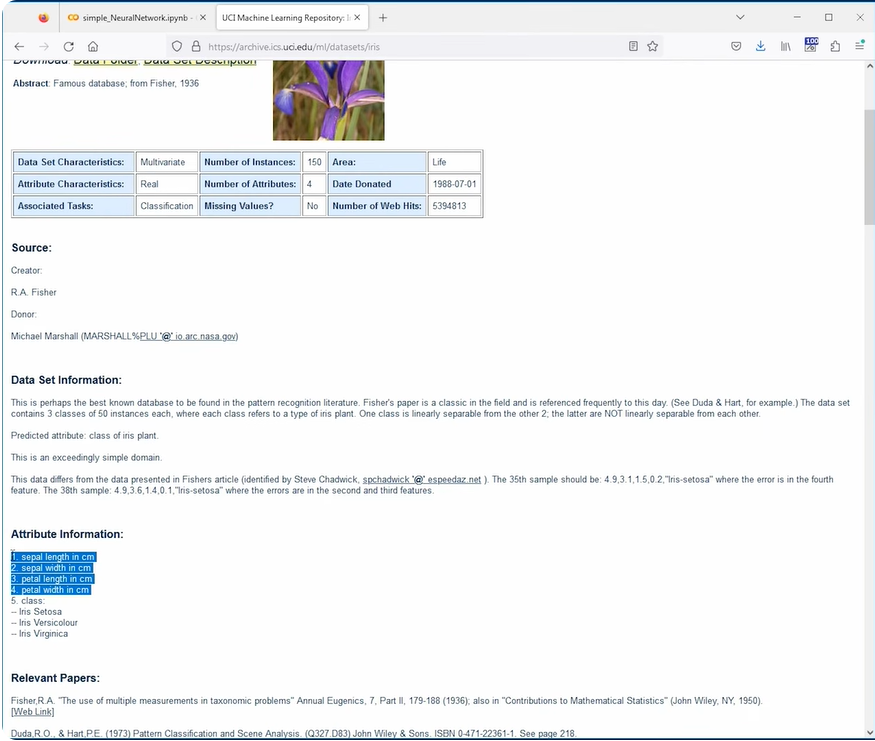 simple_NeuralNetwork.ipynb -
UCI Machine Learning Repository: I
https://archive.ics.uci.edu/ml/datasets/iris
100
Download: Data Folder, Data Set Description
Abstract: Famous database; from Fisher, 1936
Data Set Characteristics: Multivariate Number of Instances: 150 Area: Life
Attribute Characteristics: Real Number of Attributes: 4 Date Donated 1988-07-01
Associated Tasks: Classification Missing Values? No Number of Web Hits: 5394813
Source:
Creator:
R.A. Fisher
Donor:
Michael Marshall (MARSHALL%PLU '@' io.arc.nasa.gov)
Data Set Information:
This is perhaps the best known database to be found in the pattern recognition literature. Fisher's paper is a classic in the field and is referenced frequently to this day. (See Duda & Hart, for example.) The data set
contains 3 classes of 50 instances each, where each class refers to a type of iris plant. One class is linearly separable from the other 2; the latter are NOT linearly separable from each other.
Predicted attribute: class of iris plant.
This is an exceedingly simple domain.
This data differs from the data presented in Fishers article (identified by Steve Chadwick, spchadwick '@' espeedaz.net ). The 35th sample should be: 4.9,3.1,1.5,0.2,"Iris-setosa" where the error is in the fourth
feature. The 38th sample: 4.9,3.6,1.4,0.1,"Iris-setosa" where the errors are in the second and third features.
Attribute Information:
1. sepal length in cm
2. sepal width in cm
3. petal length in cm
4. petal width in cm
5. class:
-- Iris Setosa
-- Iris Versicolour
-- Iris Virginica
Relevant Papers:
Fisher,R.A. "The use of multiple measurements in taxonomic problems" Annual Eugenics, 7, Part II, 179-188 (1936); also in "Contributions to Mathematical Statistics" (John Wiley, NY, 1950).
[Web Link]
Duda,R.O., & Hart,P.E. (1973) Pattern Classification and Scene Analysis. (Q327.D83) John Wiley & Sons. ISBN 0-471-22361-1. See page 218.